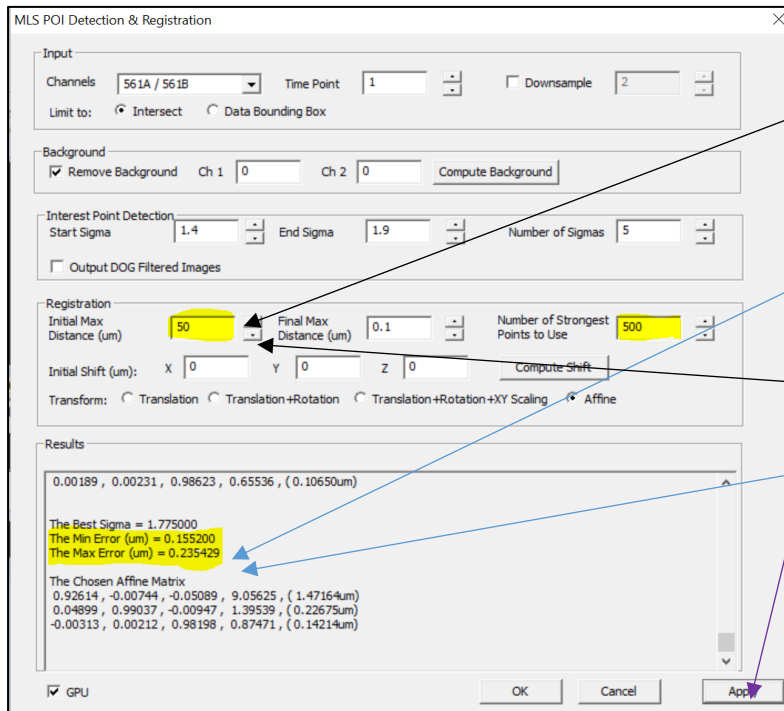 MLS POI Detection & Registration
Input
Channels 561A / 561B Time Point 1 Downsample 2
Limit to: Intersect Data Bounding Box
Background
Remove Background Ch 1 0 Ch 2 0 Compute Background
Interest Point Detection
Start Sigma 1.4 End Sigma 1.9 Number of Sigmas 5
Output DOG Filtered Images
Registration
Initial Max Distance (um) 50 Final Max Distance (um) 0.1 Number of Strongest Points to Use 500
Initial Shift (um): X 0 Y 0 Z 0 Compute Shift
Transform: Translation Translation+Rotation Translation+Rotation+XY Scaling Affine
Results
0.00189 , 0.00231 , 0.98623 , 0.65536 , ( 0.10650um)
The Best Sigma = 1.775000
The Min Error (um) = 0.155200
The Max Error (um) = 0.235429
The Chosen Affine Matrix
0.92614 , -0.00744 , -0.05089 , 9.05625 , ( 1.47164um)
0.04899 , 0.99037 , -0.00947 , 1.39539 , ( 0.22675um)
-0.00313 , 0.00212 , 0.98198 , 0.87471 , ( 0.14214um)
GPU OK Cancel Apply